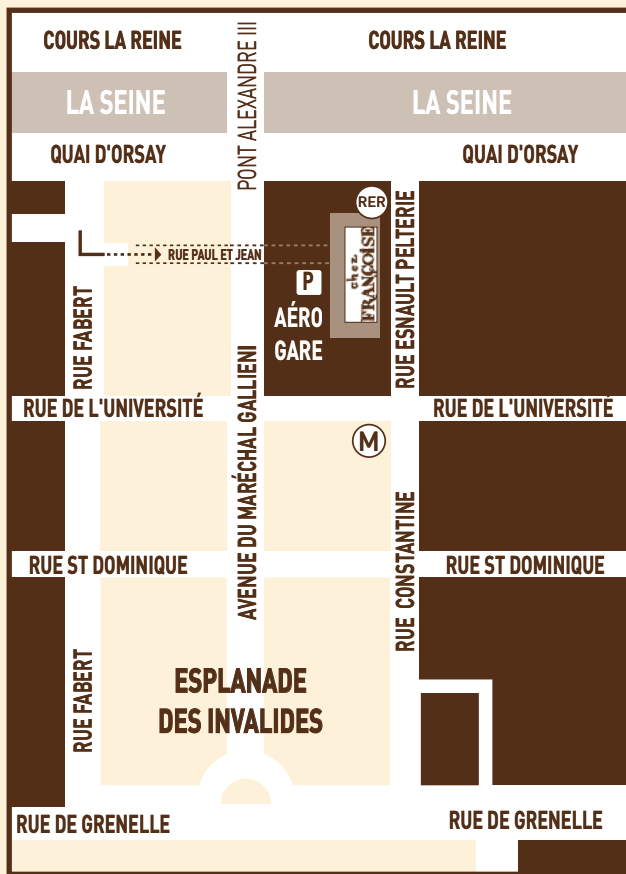 COURS LA REINE
COURS LA REINE
PONT ALEXANDRE III
LA SEINE
LA SEINE
QUAI D'ORSAY
QUAI D'ORSAY
RER
RUE ESNAULT PELTERIE
chez
FRANÇOISE
RUE PAUL ET JEAN
P
AÉRO
GARE
RUE FABERT
RUE DE L'UNIVERSITÉ
RUE DE L'UNIVERSITÉ
AVENUE DU MARÉCHAL GALLIENI
M
RUE CONSTANTINE
RUE ST DOMINIQUE
RUE ST DOMINIQUE
RUE FABERT
ESPLANADE
DES INVALIDES
RUE DE GRENELLE
RUE DE GRENELLE